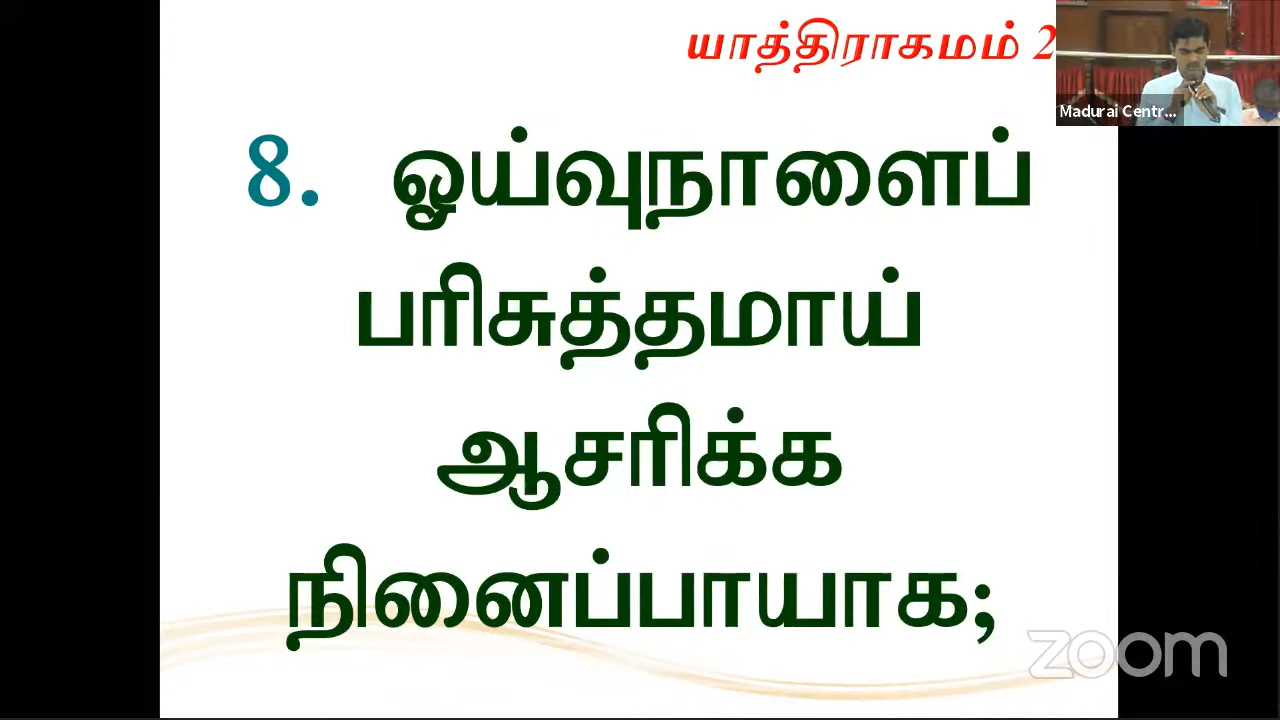 யாத்திராகமம் 2
Madurai Centr...
8. ஓய்வுநாளைப்
பரிசுத்தமாய்
ஆசரிக்க
நினைப்பாயாக;
zoom